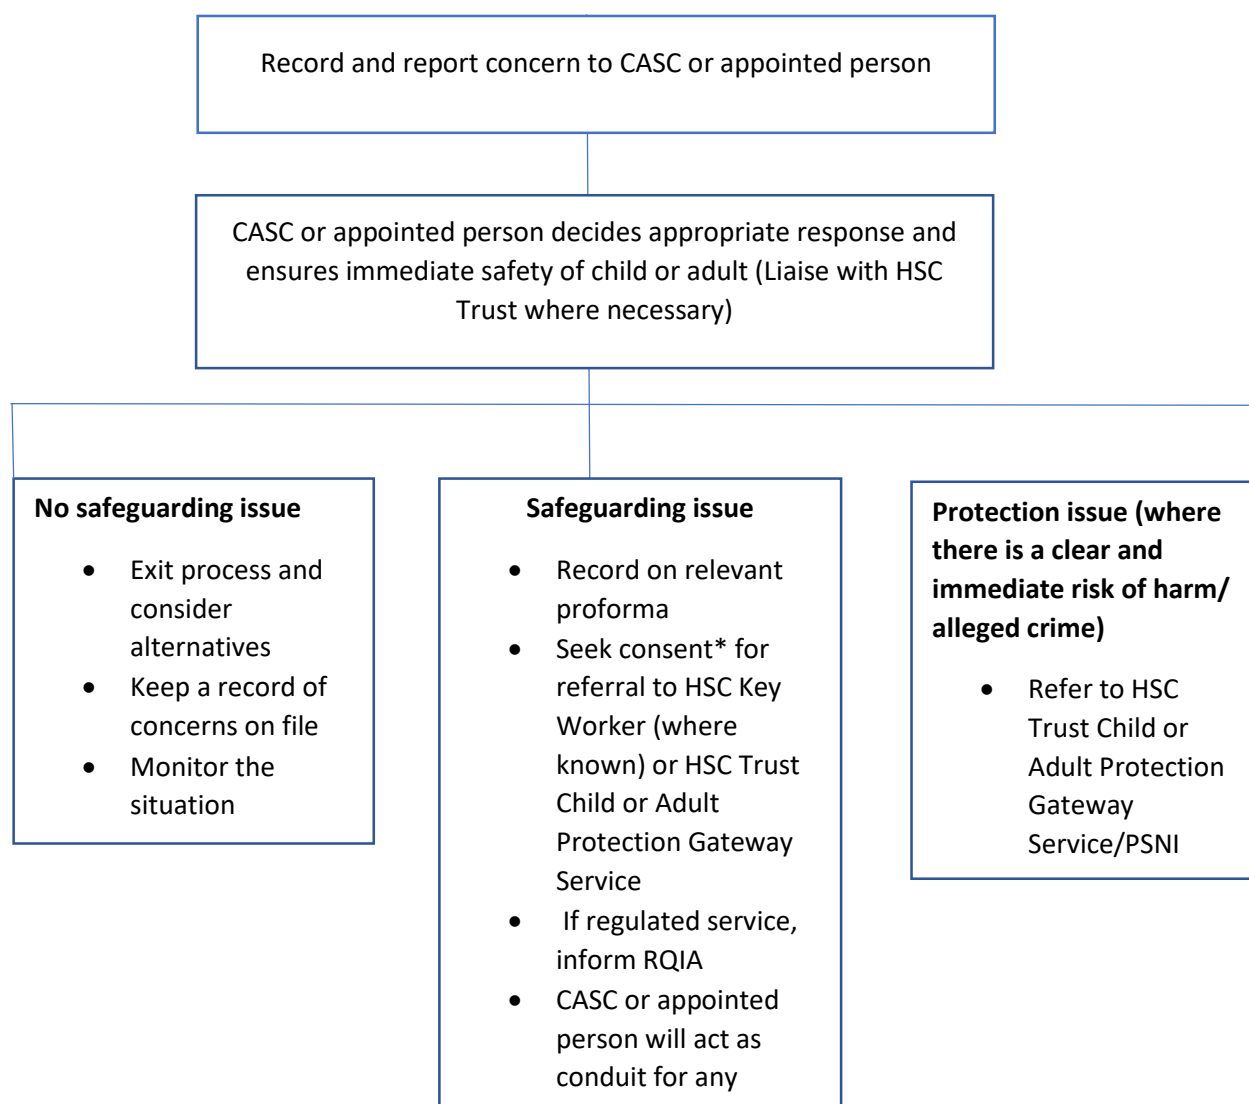 Record and report concern to CASC or appointed person
CASC or appointed person decides appropriate response and
ensures immediate safety of child or adult (Liaise with HSC
Trust where necessary)
No safeguarding issue
• Exit process and
consider
alternatives
• Keep a record of
concerns on file
• Monitor the
situation
Safeguarding issue
• Record on relevant
proforma
• Seek consent* for
referral to HSC Key
Worker (where
known) or HSC Trust
Child or Adult
Protection Gateway
Service
• If regulated service,
inform RQIA
• CASC or appointed
person will act as
conduit for any
Protection issue (where
there is a clear and
immediate risk of harm/
alleged crime)
• Refer to HSC
Trust Child or
Adult Protection
Gateway
Service/PSNI